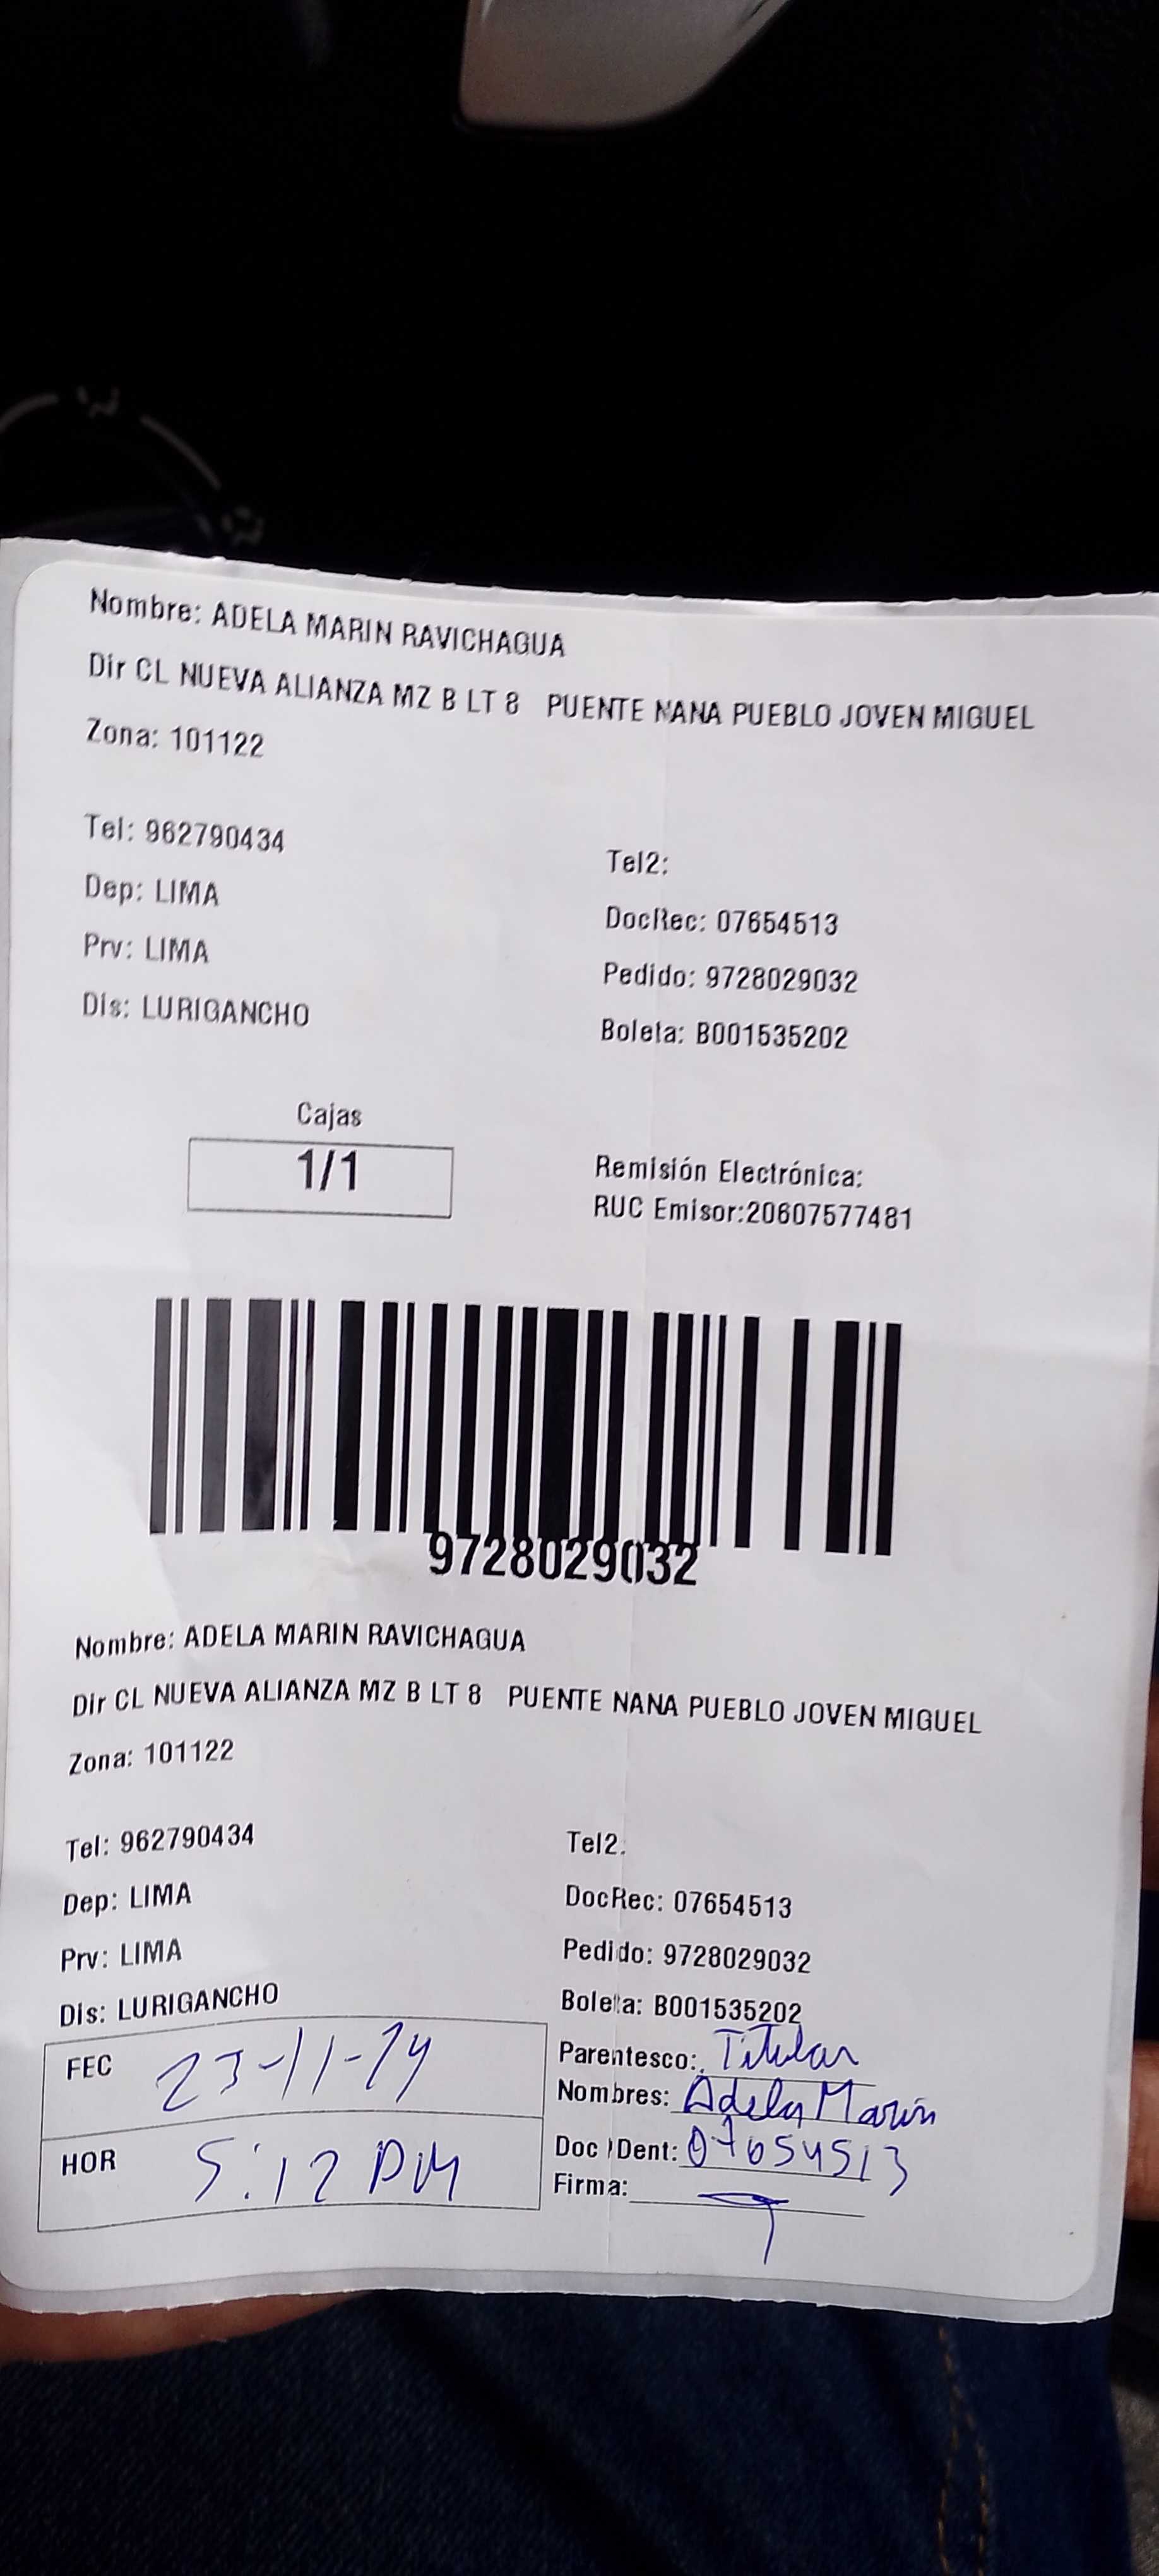 Nombre: ADELA MARIN RAVICHAGUA
Dir CL NUEVA ALIANZA MZ B LT 8 PUENTE NANA PUEBLO JOVEN MIGUEL
Zona: 101122
Tel: 962790434
Tel2:
Dep: LIMA
DocRec: 07654513
Prv: LIMA
Pedido: 9728029032
Dis: LURIGANCHO
Boleta: B001535202
Cajas
1/1
Remisión Electrónica:
RUC Emisor:20607577481
9728029032
Nombre: ADELA MARIN RAVICHAGUA
Dir CL NUEVA ALIANZA MZ B LT 8 PUENTE NANA PUEBLO JOVEN MIGUEL
Zona: 101122
Tel: 962790434
Tel2:
Dep: LIMA
DocRec: 07654513
Prv: LIMA
Pedido: 9728029032
Dis: LURIGANCHO
Boleta: B001535202
FEC 23-11-24
Parentesco: Titular
Nombres: Adela Marin
HOR 5:12 PM
Doc IDent: 07654513
Firma: